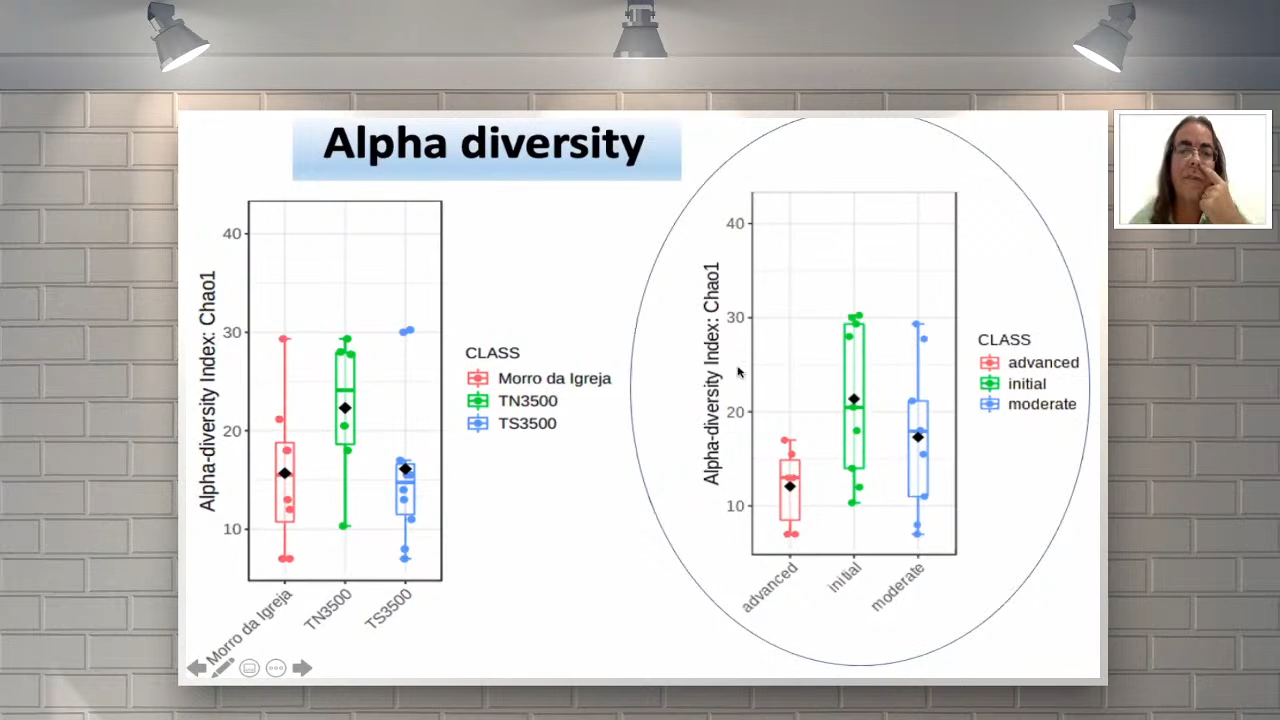 Alpha diversity
Alpha-diversity Index: Chao1
40
30
20
10
Morro da Igreja
TN3500
TS3500
CLASS
Morro da Igreja
TN3500
TS3500
Alpha-diversity Index: Chao1
40
30
20
10
advanced
initial
moderate
CLASS
advanced
initial
moderate